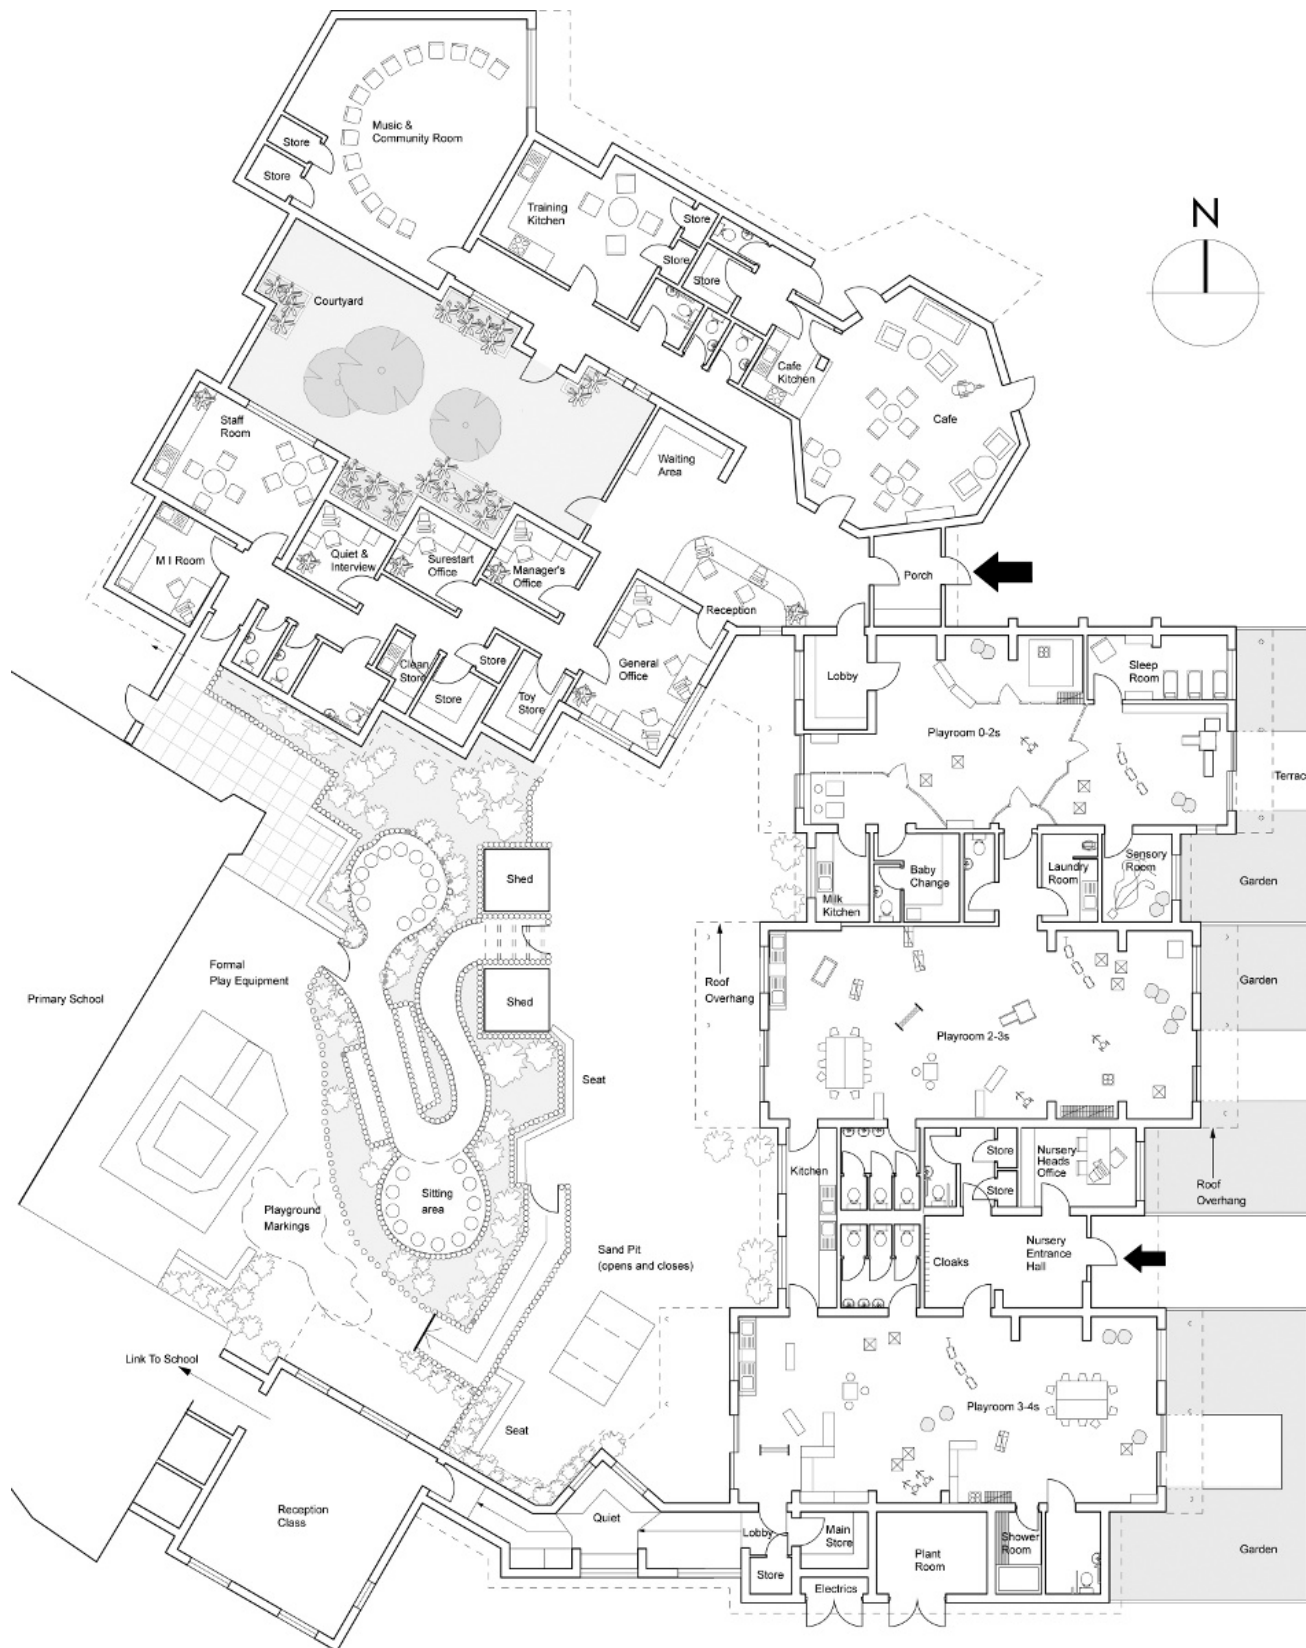 N
Music &
Community Room
Store
Store
Training
Kitchen
Store
Store
Store
Courtyard
Cafe
Kitchen
Cafe
Staff
Room
Waiting
Area
M I Room
Quiet &
Interview
Surestart
Office
Manager's
Office
Porch
Reception
Clean
Store
Store
Store
Toy
Store
General
Office
Lobby
Sleep
Room
Playroom 0-2s
Terrac
Shed
Milk
Kitchen
Baby
Change
Laundry
Room
Sensory
Room
Garden
Formal
Play Equipment
Primary School
Shed
Roof
Overhang
Garden
Playroom 2-3s
Seat
Kitchen
Store
Store
Nursery
Heads
Office
Roof
Overhang
Sitting
area
Playground
Markings
Sand Pit
(opens and closes)
Cloaks
Nursery
Entrance
Hall
Link To School
Playroom 3-4s
Seat
Reception
Class
Quiet
Lobby
Main
Store
Store
Electrics
Plant
Room
Shower
Room
Garden